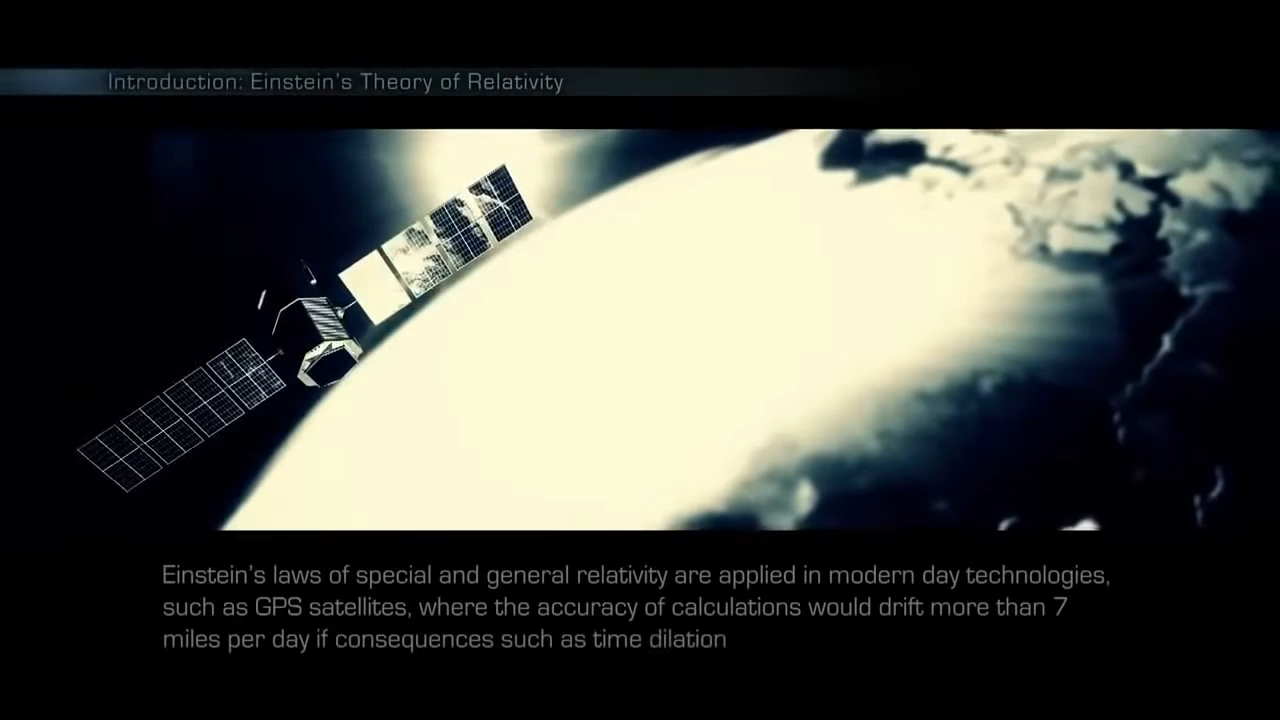 Introduction: Einstein's Theory of Relativity
Einstein's laws of special and general relativity are applied in modern day technologies,
such as GPS satellites, where the accuracy of calculations would drift more than 7
miles per day if consequences such as time dilation